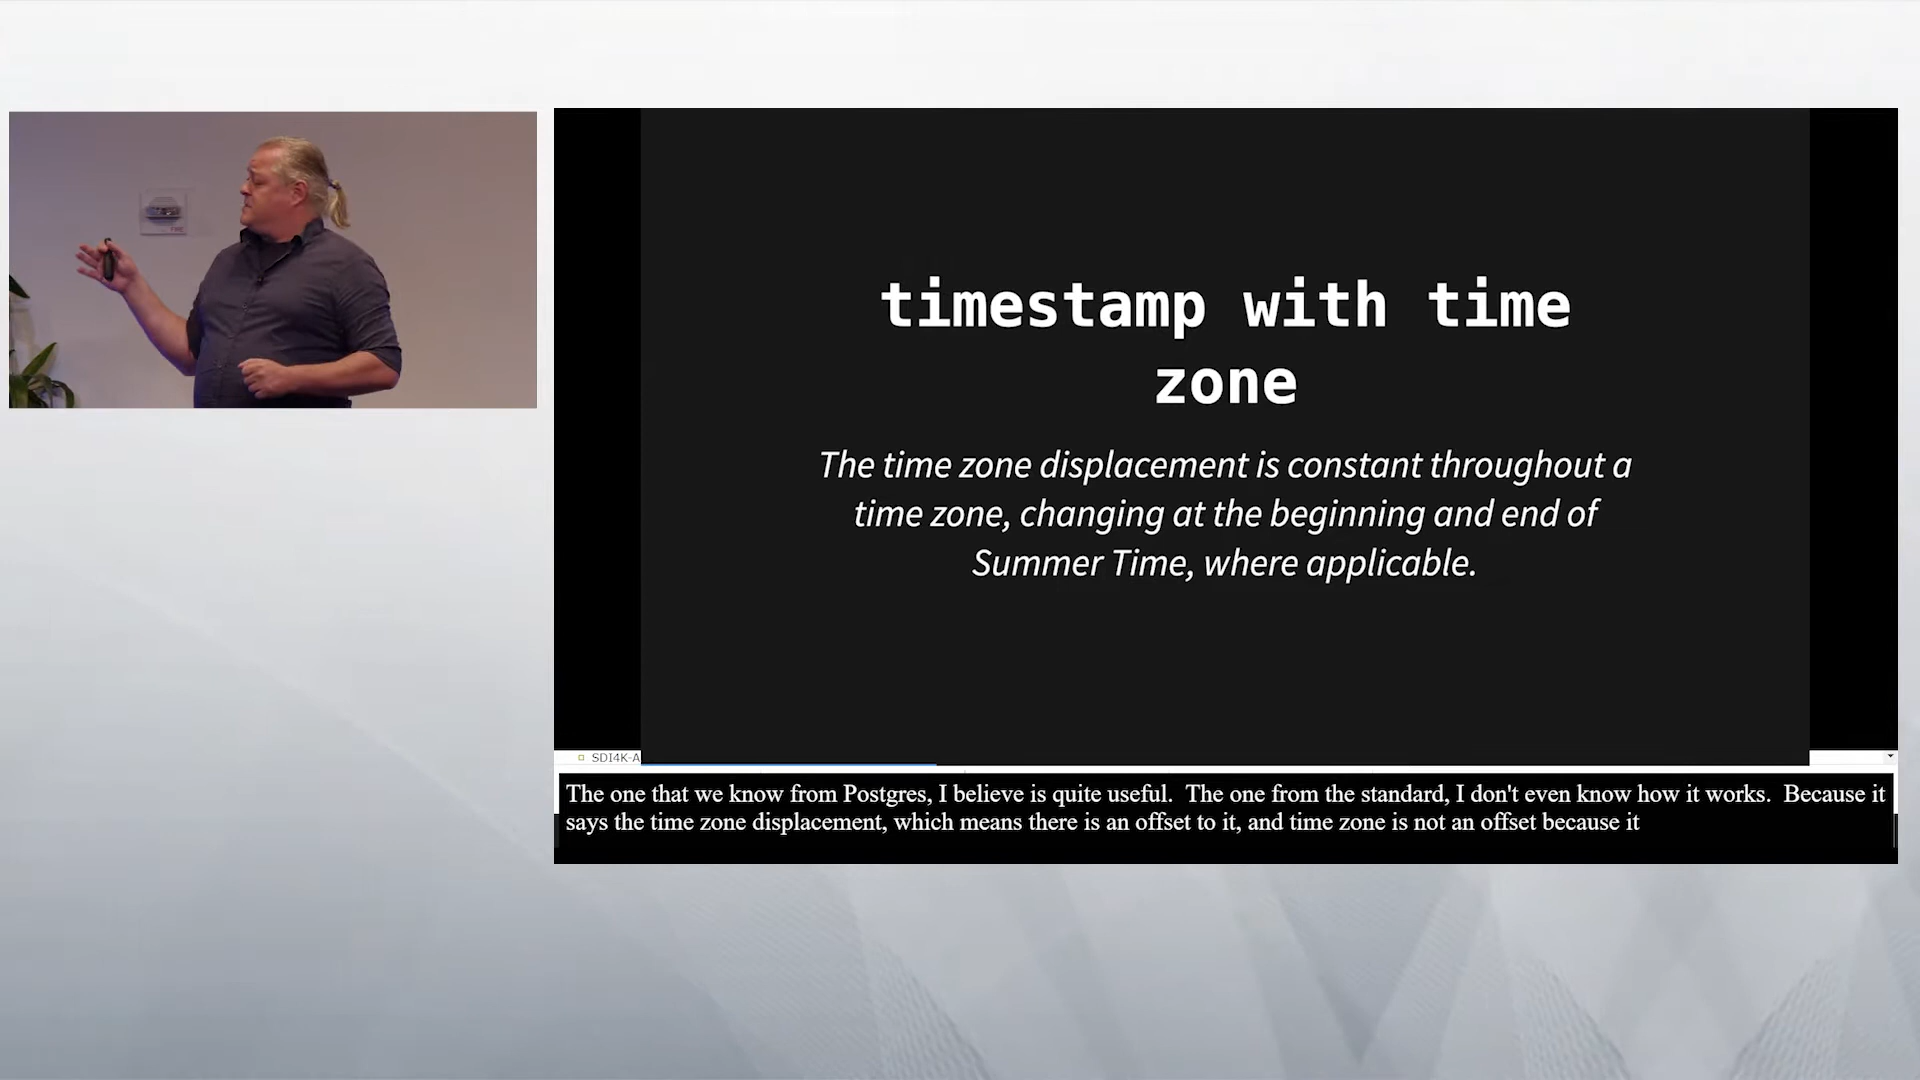 timestamp with time
zone
The time zone displacement is constant throughout a
time zone, changing at the beginning and end of
Summer Time, where applicable.
SDI4K-A
The one that we know from Postgres, I believe is quite useful.  The one from the standard, I don't even know how it works.  Because it
says the time zone displacement, which means there is an offset to it, and time zone is not an offset because it